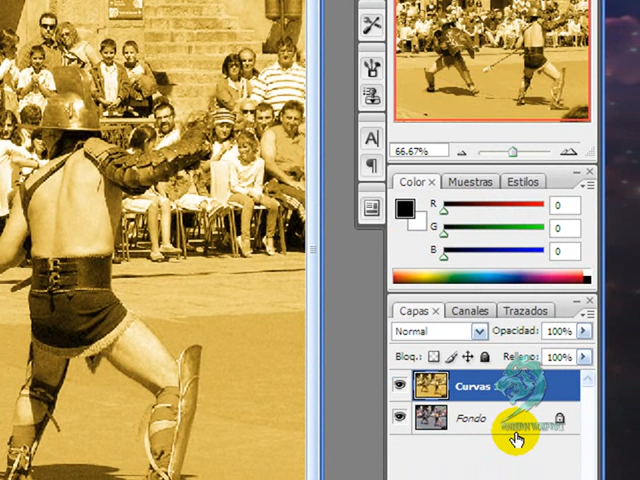 66.67%
Color × Muestras Estilos
R 0
G 0
B 0
Capas × Canales Trazados
Normal Opacidad: 100%
Bloq.: Relleno: 100%
Curvas 1
Fondo
A